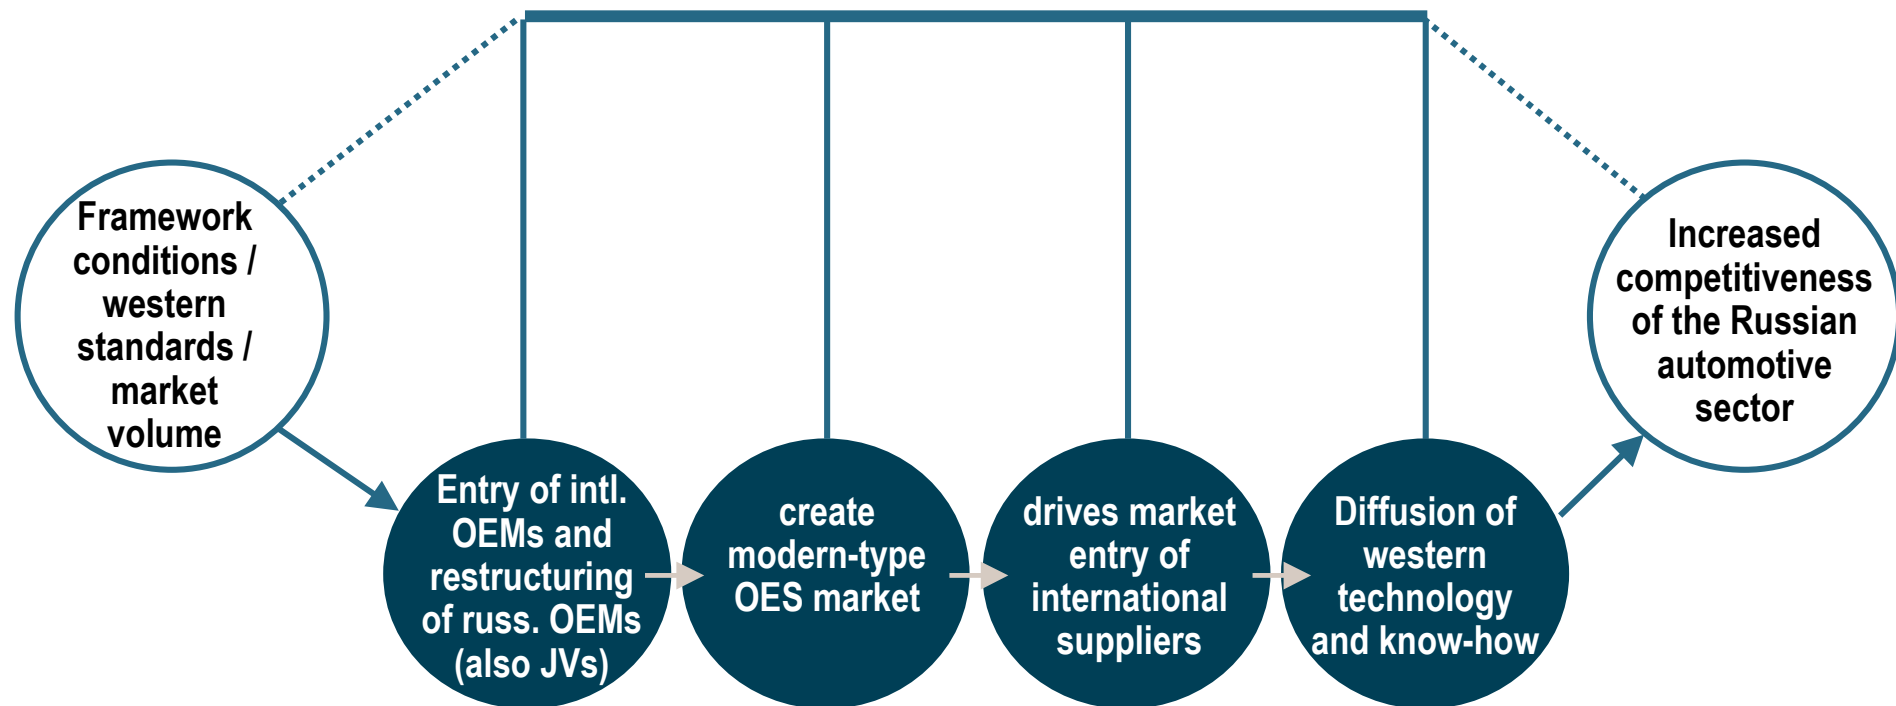 Framework
conditions /
western
standards /
market
volume
Entry of intl.
OEMs and
restructuring
of russ. OEMs
(also JVs)
create
modern-type
OES market
drives market
entry of
international
suppliers
Diffusion of
western
technology
and know-how
Increased
competitiveness
of the Russian
automotive
sector